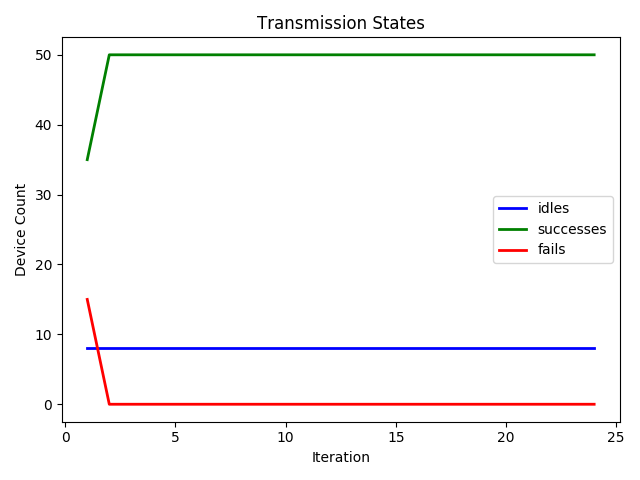 Transmission States
Device Count
50
40
30
20
10
0
idles
successes
fails
0 5 10 15 20 25
Iteration